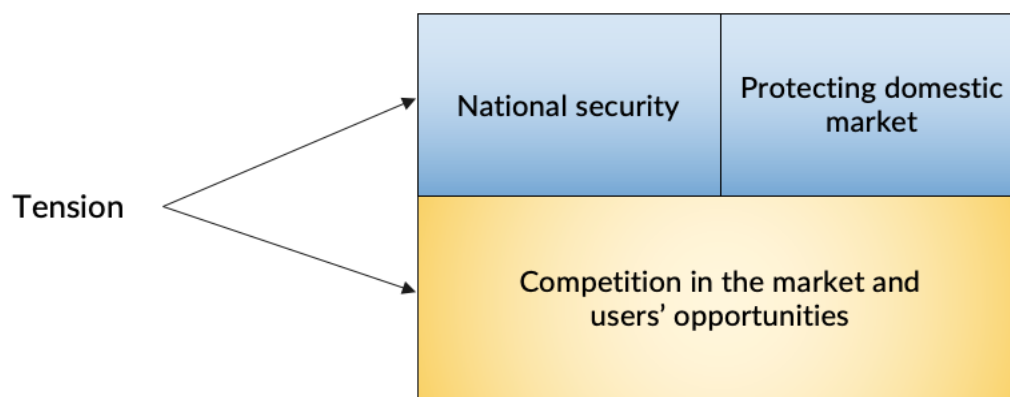 National security
Protecting domestic
market
Tension
Competition in the market and
users’ opportunities